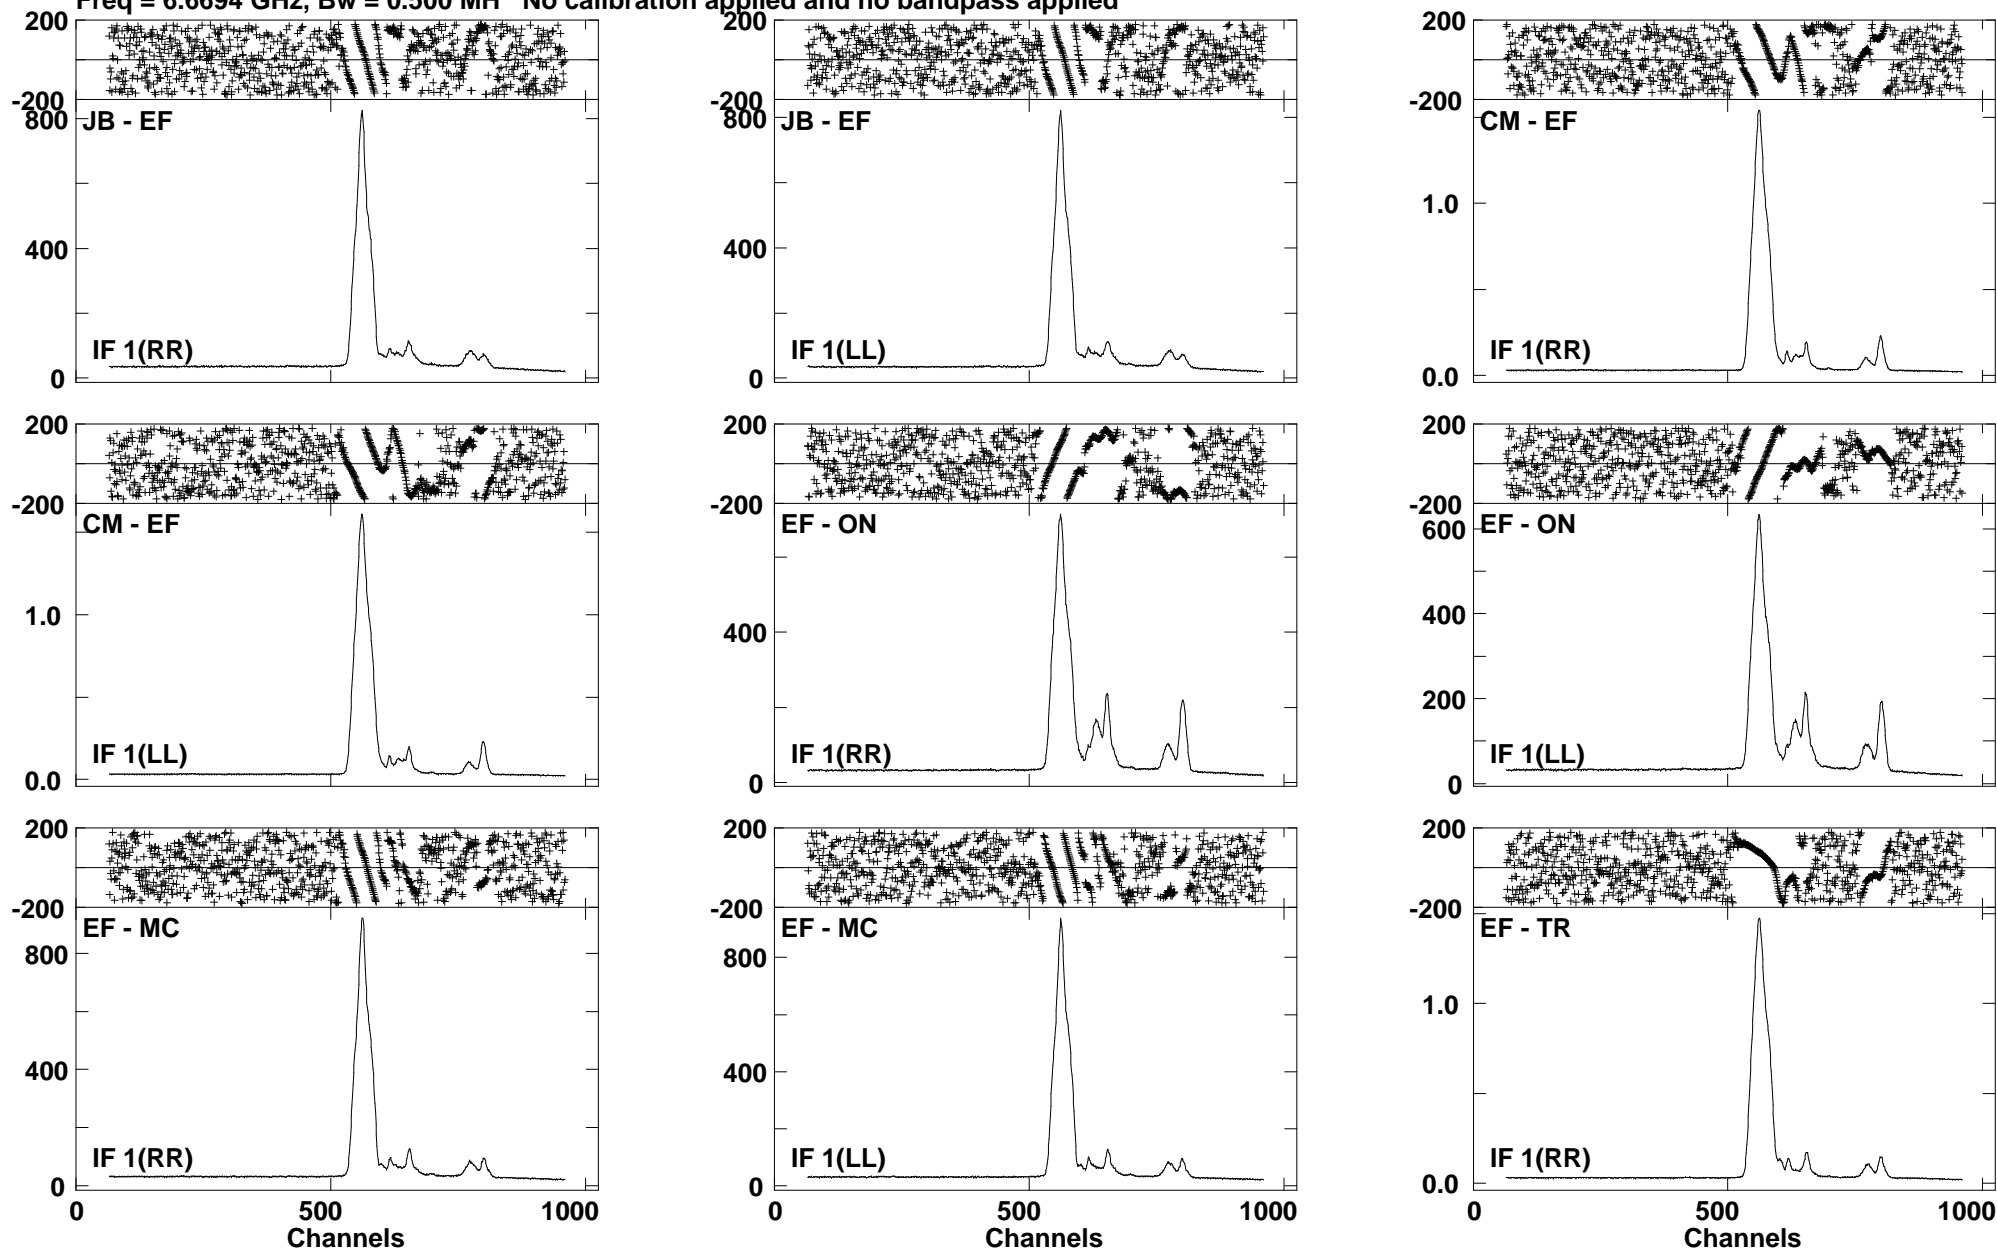 Freq = 6.6694 GHz, Bw = 0.500 MH No calibration applied and no bandpass applied
200
-200
800
JB - EF
400
IF 1(RR)
0
200
-200
800
JB - EF
400
IF 1(LL)
0
200
-200
CM - EF
1.0
IF 1(RR)
0.0
200
-200
CM - EF
1.0
IF 1(LL)
0.0
200
-200
EF - ON
400
IF 1(RR)
0
200
-200
600
EF - ON
400
200
IF 1(LL)
0
200
-200
EF - MC
800
400
IF 1(RR)
0
0 500 1000
Channels
200
-200
EF - MC
800
400
IF 1(LL)
0
0 500 1000
Channels
200
-200
EF - TR
1.0
IF 1(RR)
0.0
0 500 1000
Channels